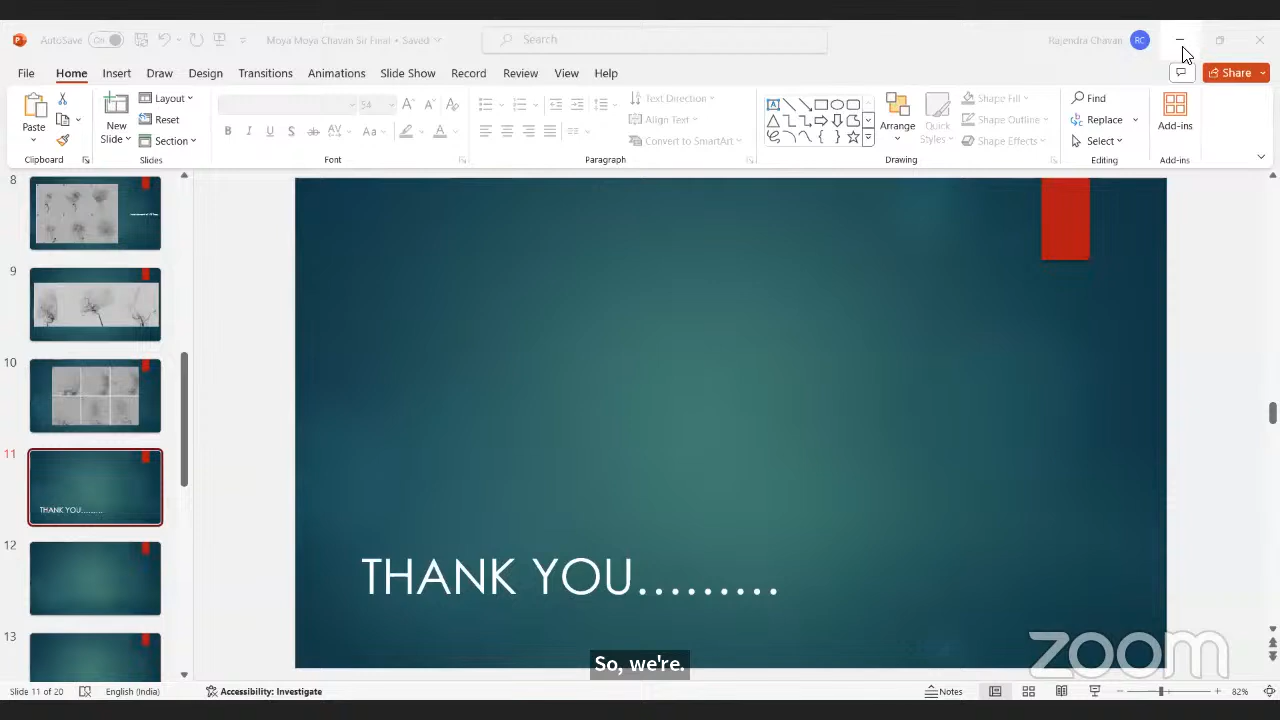 AutoSave On
Moya Moya Chavan Sir Final • Saved
Search
Rajendra Chavan RC
File Home Insert Draw Design Transitions Animations Slide Show Record Review View Help
Share
Paste
Clipboard
New
Slide
Layout
Reset
Section
Slides
54
Font
Text Direction
Align Text
Convert to SmartArt
Paragraph
Arrange
Quick
Styles
Shape Fill
Shape Outline
Shape Effects
Drawing
Find
Replace
Select
Editing
Add-ins
Add-ins
8
9
10
11
THANK YOU.........
12
13
THANK YOU.........
So, we're.
zoom
Slide 11 of 20 English (India) Accessibility: Investigate Notes 82%